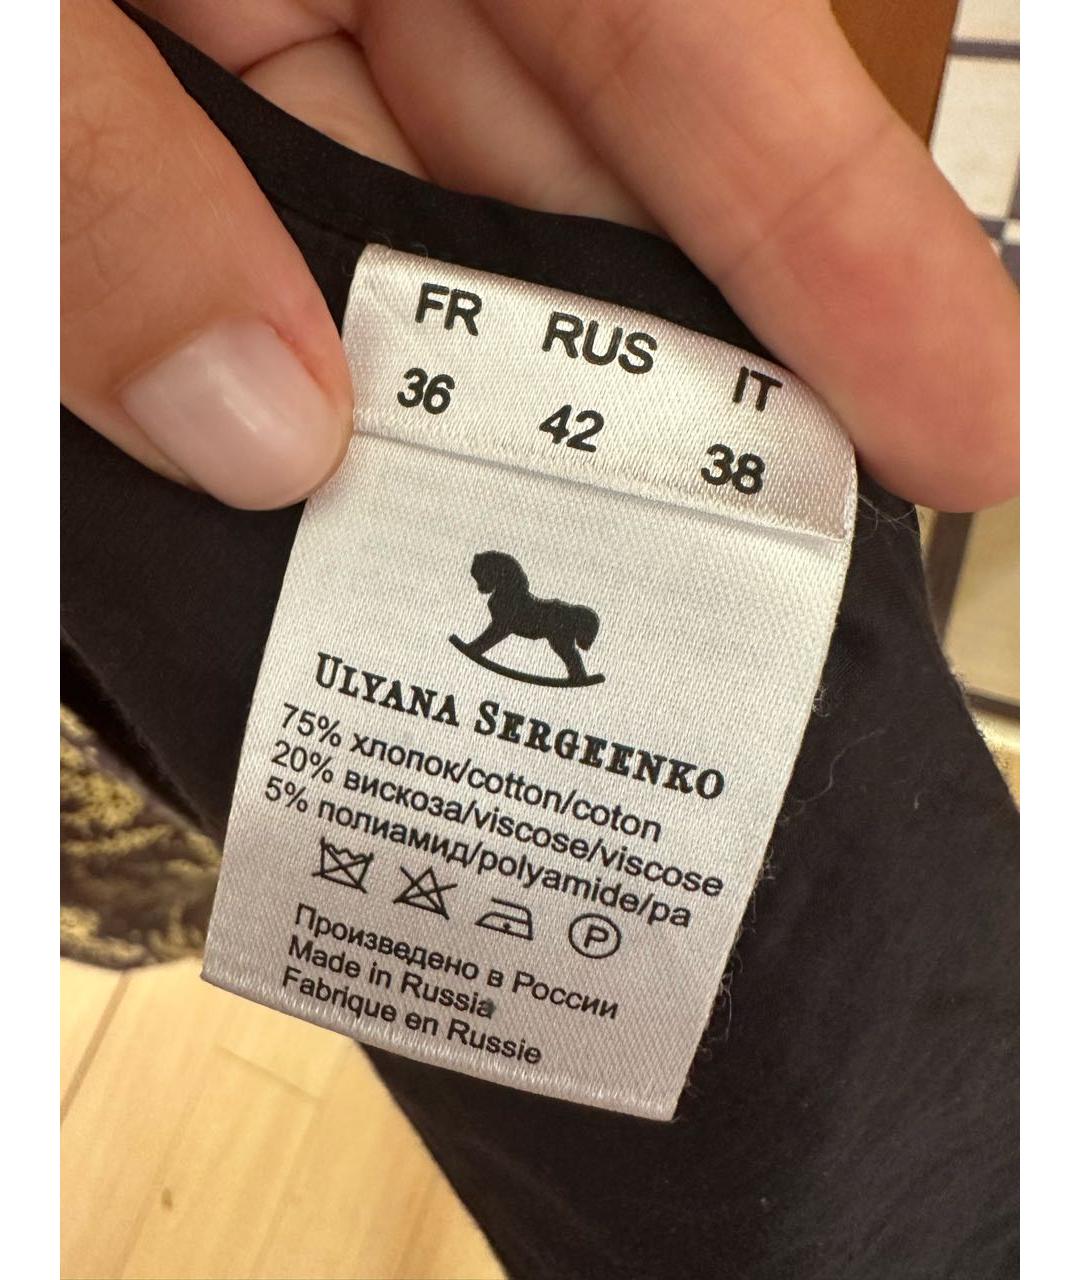 FR RUS IT
36 42 38
ULYANA SERGEENKO
75% хлопок/cotton/coton
20% вискоза/viscose/viscose
5% полиамид/polyamide/pa
P
Произведено в России
Made in Russia
Fabrique en Russie